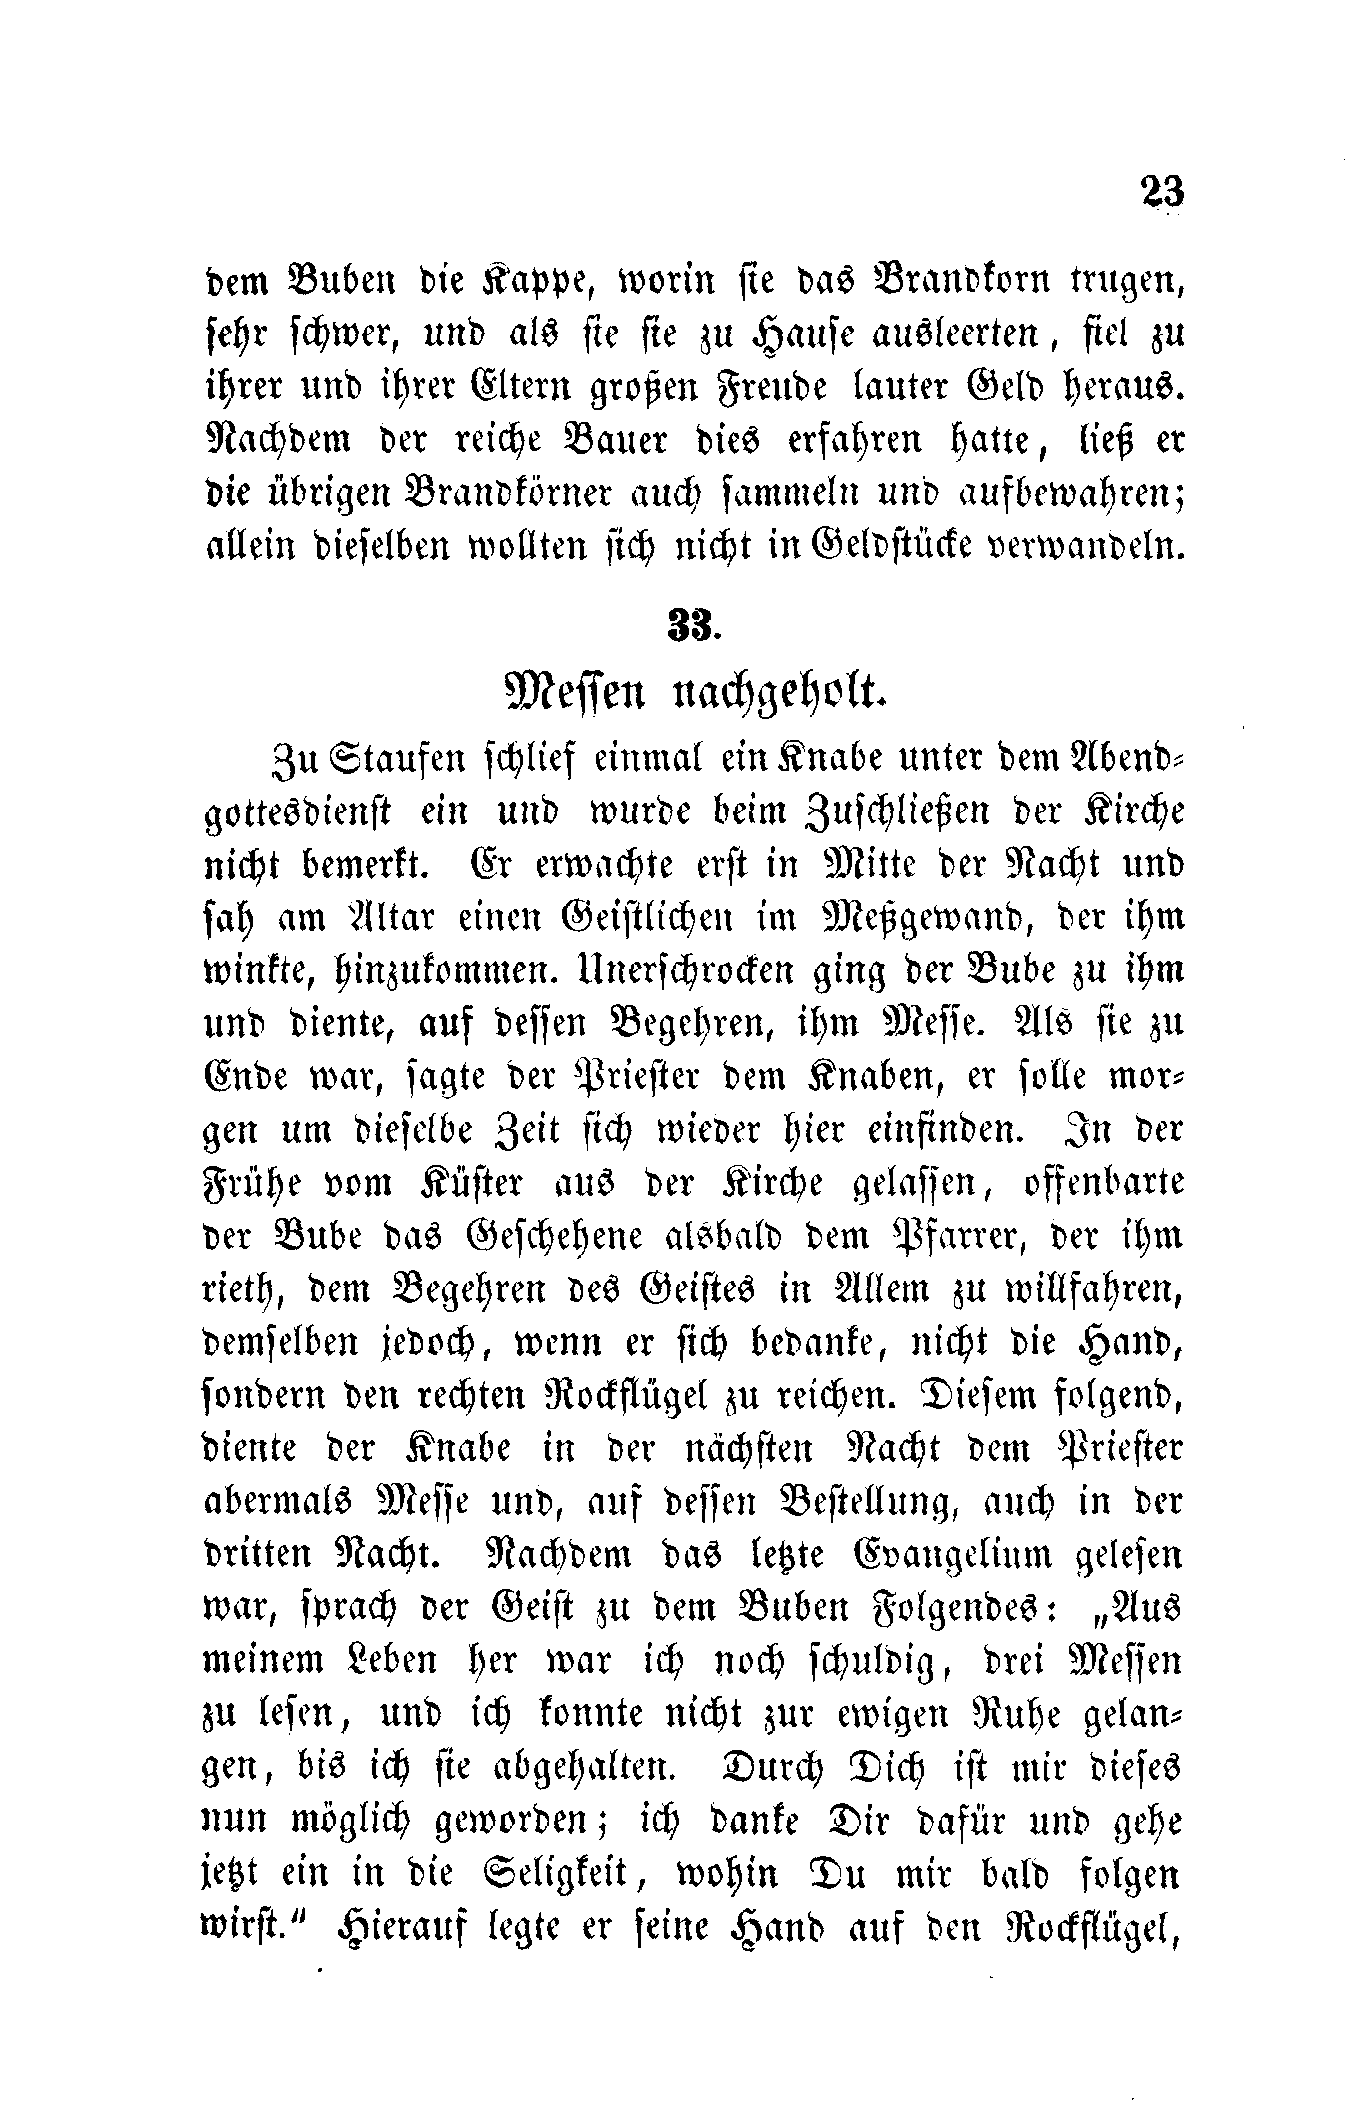 23
dem Buben die Kappe, worin sie das Brandkorn trugen,
sehr schwer, und als sie sie zu Hause ausleerten, fiel zu
ihrer und ihrer Eltern großen Freude lauter Geld heraus.
Nachdem der reiche Bauer dies erfahren hatte, ließ er
die übrigen Brandkörner auch sammeln und aufbewahren;
allein dieselben wollten sich nicht in Geldstücke verwandeln.
33.
Messen nachgeholt.
Zu Staufen schlief einmal ein Knabe unter dem Abend-
gottesdienst ein und wurde beim Zuschließen der Kirche
nicht bemerkt. Er erwachte erst in Mitte der Nacht und
sah am Altar einen Geistlichen im Meßgewand, der ihm
winkte, hinzukommen. Unerschrocken ging der Bube zu ihm
und diente, auf dessen Begehren, ihm Messe. Als sie zu
Ende war, sagte der Priester dem Knaben, er solle mor-
gen um dieselbe Zeit sich wieder hier einfinden. In der
Frühe vom Küster aus der Kirche gelassen, offenbarte
der Bube das Geschehene alsbald dem Pfarrer, der ihm
rieth, dem Begehren des Geistes in Allem zu willfahren,
demselben jedoch, wenn er sich bedanke, nicht die Hand,
sondern den rechten Rockflügel zu reichen. Diesem folgend,
diente der Knabe in der nächsten Nacht dem Priester
abermals Messe und, auf dessen Bestellung, auch in der
dritten Nacht. Nachdem das letzte Evangelium gelesen
war, sprach der Geist zu dem Buben Folgendes: „Aus
meinem Leben her war ich noch schuldig, drei Messen
zu lesen, und ich konnte nicht zur ewigen Ruhe gelan-
gen, bis ich sie abgehalten. Durch Dich ist mir dieses
nun möglich geworden; ich danke Dir dafür und gehe
jetzt ein in die Seligkeit, wohin Du mir bald folgen
wirst." Hierauf legte er seine Hand auf den Rockflügel,